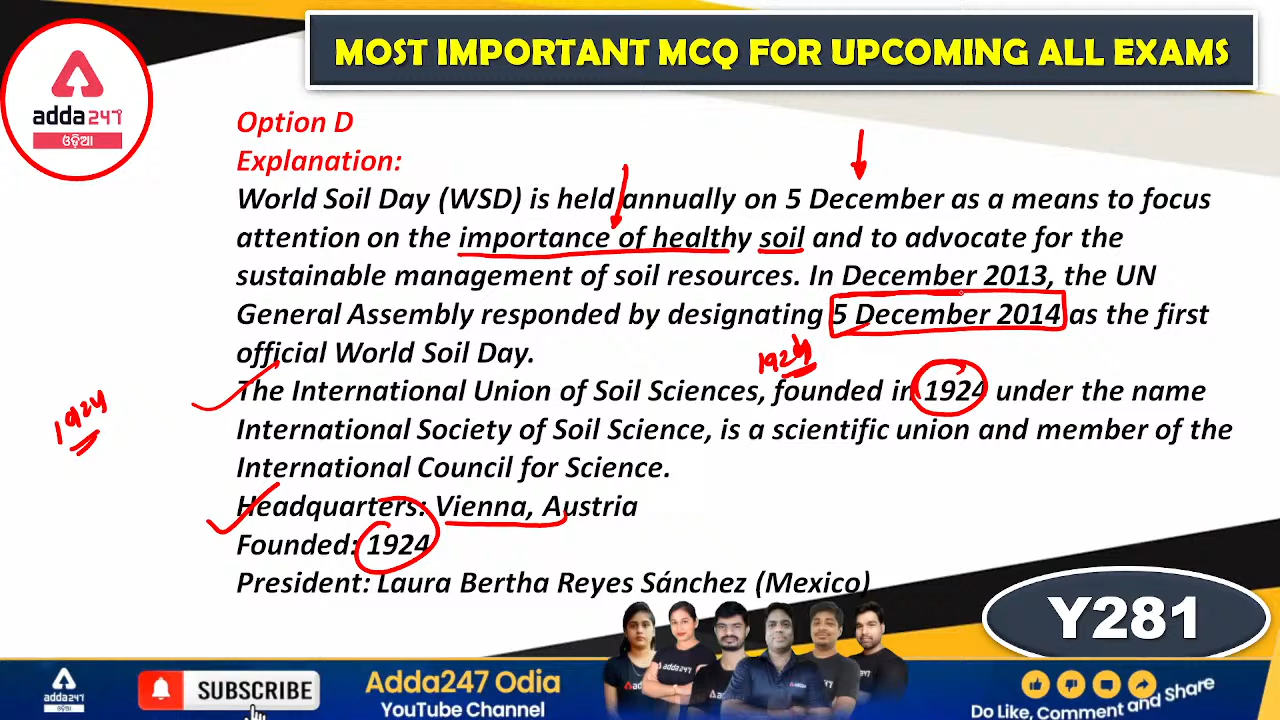 MOST IMPORTANT MCQ FOR UPCOMING ALL EXAMS
adda247
ଓଡ଼ିଆ
Option D
Explanation:
World Soil Day (WSD) is held annually on 5 December as a means to focus
attention on the importance of healthy soil and to advocate for the
sustainable management of soil resources. In December 2013, the UN
General Assembly responded by designating 5 December 2014 as the first
official World Soil Day.
1924
The International Union of Soil Sciences, founded in 1924 under the name
1924
International Society of Soil Science, is a scientific union and member of the
International Council for Science.
Headquarters: Vienna, Austria
Founded: 1924
President: Laura Bertha Reyes Sánchez (Mexico)
Y281
adda247
ଓଡ଼ିଆ
SUBSCRIBE
Adda247 Odia
YouTube Channel
Do Like, Comment and Share